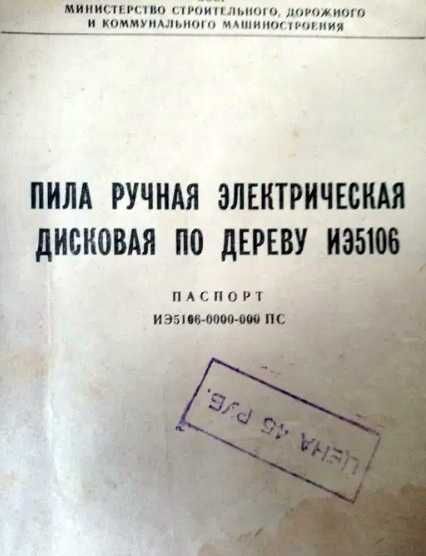 МИНИСТЕРСТВО СТРОИТЕЛЬНОГО, ДОРОЖНОГО
И КОММУНАЛЬНОГО МАШИНОСТРОЕНИЯ
ПИЛА РУЧНАЯ ЭЛЕКТРИЧЕСКАЯ
ДИСКОВАЯ ПО ДЕРЕВУ ИЭ5106
ПАСПОРТ
ИЭ5106-0000-000 ПС
ЦЕНА 45 РУБ.